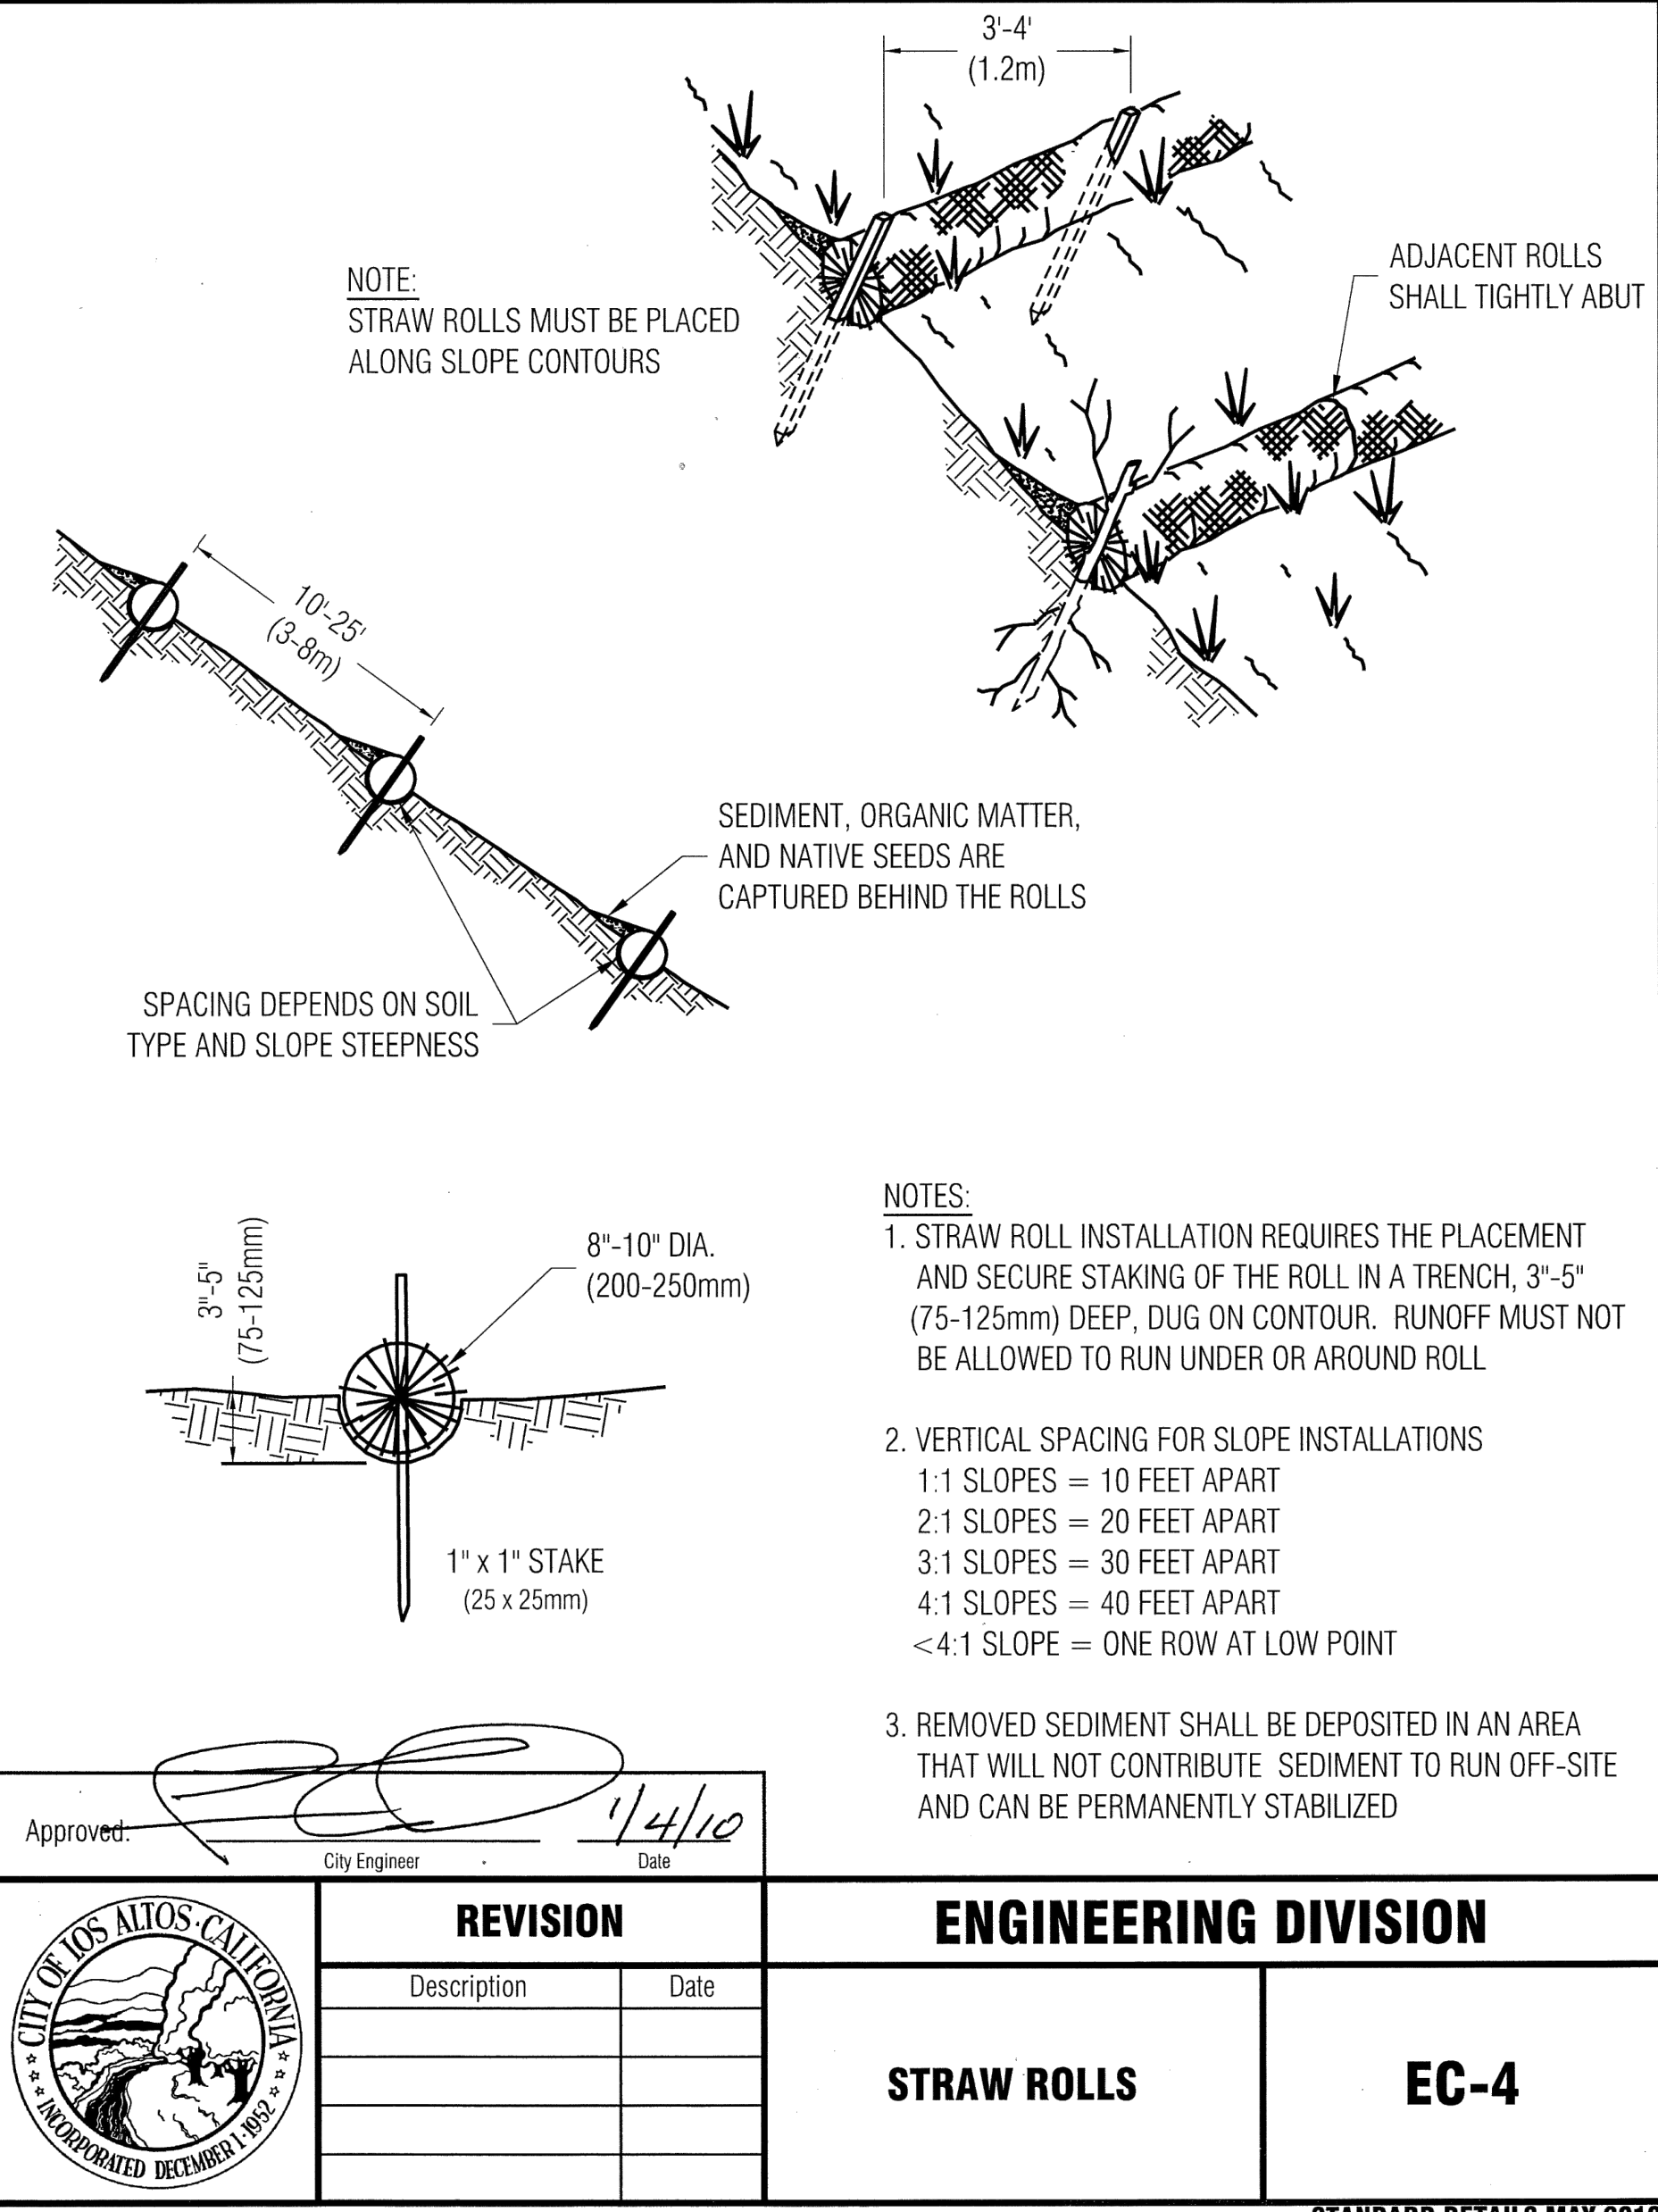 3'-4'
(1.2m)
NOTE:
STRAW ROLLS MUST BE PLACED
ALONG SLOPE CONTOURS
ADJACENT ROLLS
SHALL TIGHTLY ABUT
10'-25'
(3-8m)
SEDIMENT, ORGANIC MATTER,
AND NATIVE SEEDS ARE
CAPTURED BEHIND THE ROLLS
SPACING DEPENDS ON SOIL
TYPE AND SLOPE STEEPNESS
3"-5"
(75-125mm)
8"-10" DIA.
(200-250mm)
1" x 1" STAKE
(25 x 25mm)
NOTES:
1. STRAW ROLL INSTALLATION REQUIRES THE PLACEMENT
AND SECURE STAKING OF THE ROLL IN A TRENCH, 3"-5"
(75-125mm) DEEP, DUG ON CONTOUR. RUNOFF MUST NOT
BE ALLOWED TO RUN UNDER OR AROUND ROLL
2. VERTICAL SPACING FOR SLOPE INSTALLATIONS
1:1 SLOPES = 10 FEET APART
2:1 SLOPES = 20 FEET APART
3:1 SLOPES = 30 FEET APART
4:1 SLOPES = 40 FEET APART
<4:1 SLOPE = ONE ROW AT LOW POINT
3. REMOVED SEDIMENT SHALL BE DEPOSITED IN AN AREA
THAT WILL NOT CONTRIBUTE SEDIMENT TO RUN OFF-SITE
AND CAN BE PERMANENTLY STABILIZED
Approved:
1/4/10
City Engineer
Date
CITY OF LOS ALTOS · CALIFORNIA
INCORPORATED DECEMBER 1·1952
REVISION
Description
Date
ENGINEERING DIVISION
STRAW ROLLS
EC-4